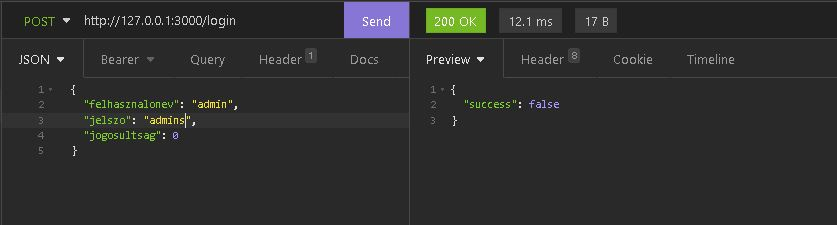 POST http://127.0.0.1:3000/login Send 200 OK 12.1 ms 17 B
JSON Bearer Query Header 1 Docs Preview Header 8 Cookie Timeline
1 {
2 "felhasznalonev": "admin",
3 "jelszo": "admins",
4 "jogosultsag": 0
5 }
1 {
2 "success": false
3 }